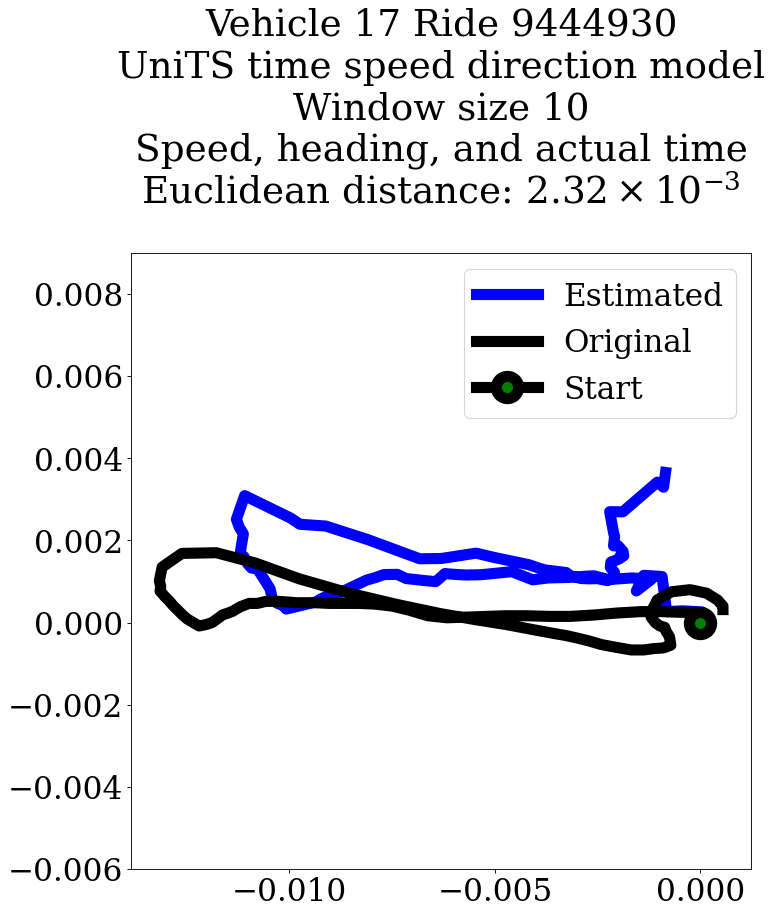 Vehicle 17 Ride 9444930
UniTS time speed direction model
Window size 10
Speed, heading, and actual time
Euclidean distance: 2.32 × 10⁻³
Estimated
Original
Start
0.008
0.006
0.004
0.002
0.000
−0.002
−0.004
−0.006
−0.010 −0.005 0.000